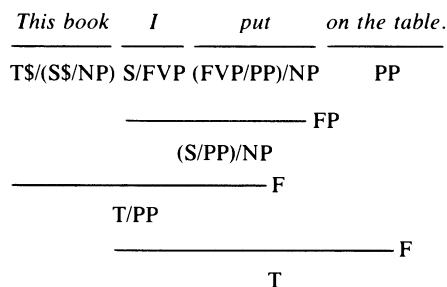 This book I put on the table.
T$/(S$/NP) S/FVP (FVP/PP)/NP PP
FP
(S/PP)/NP
F
T/PP
F
T